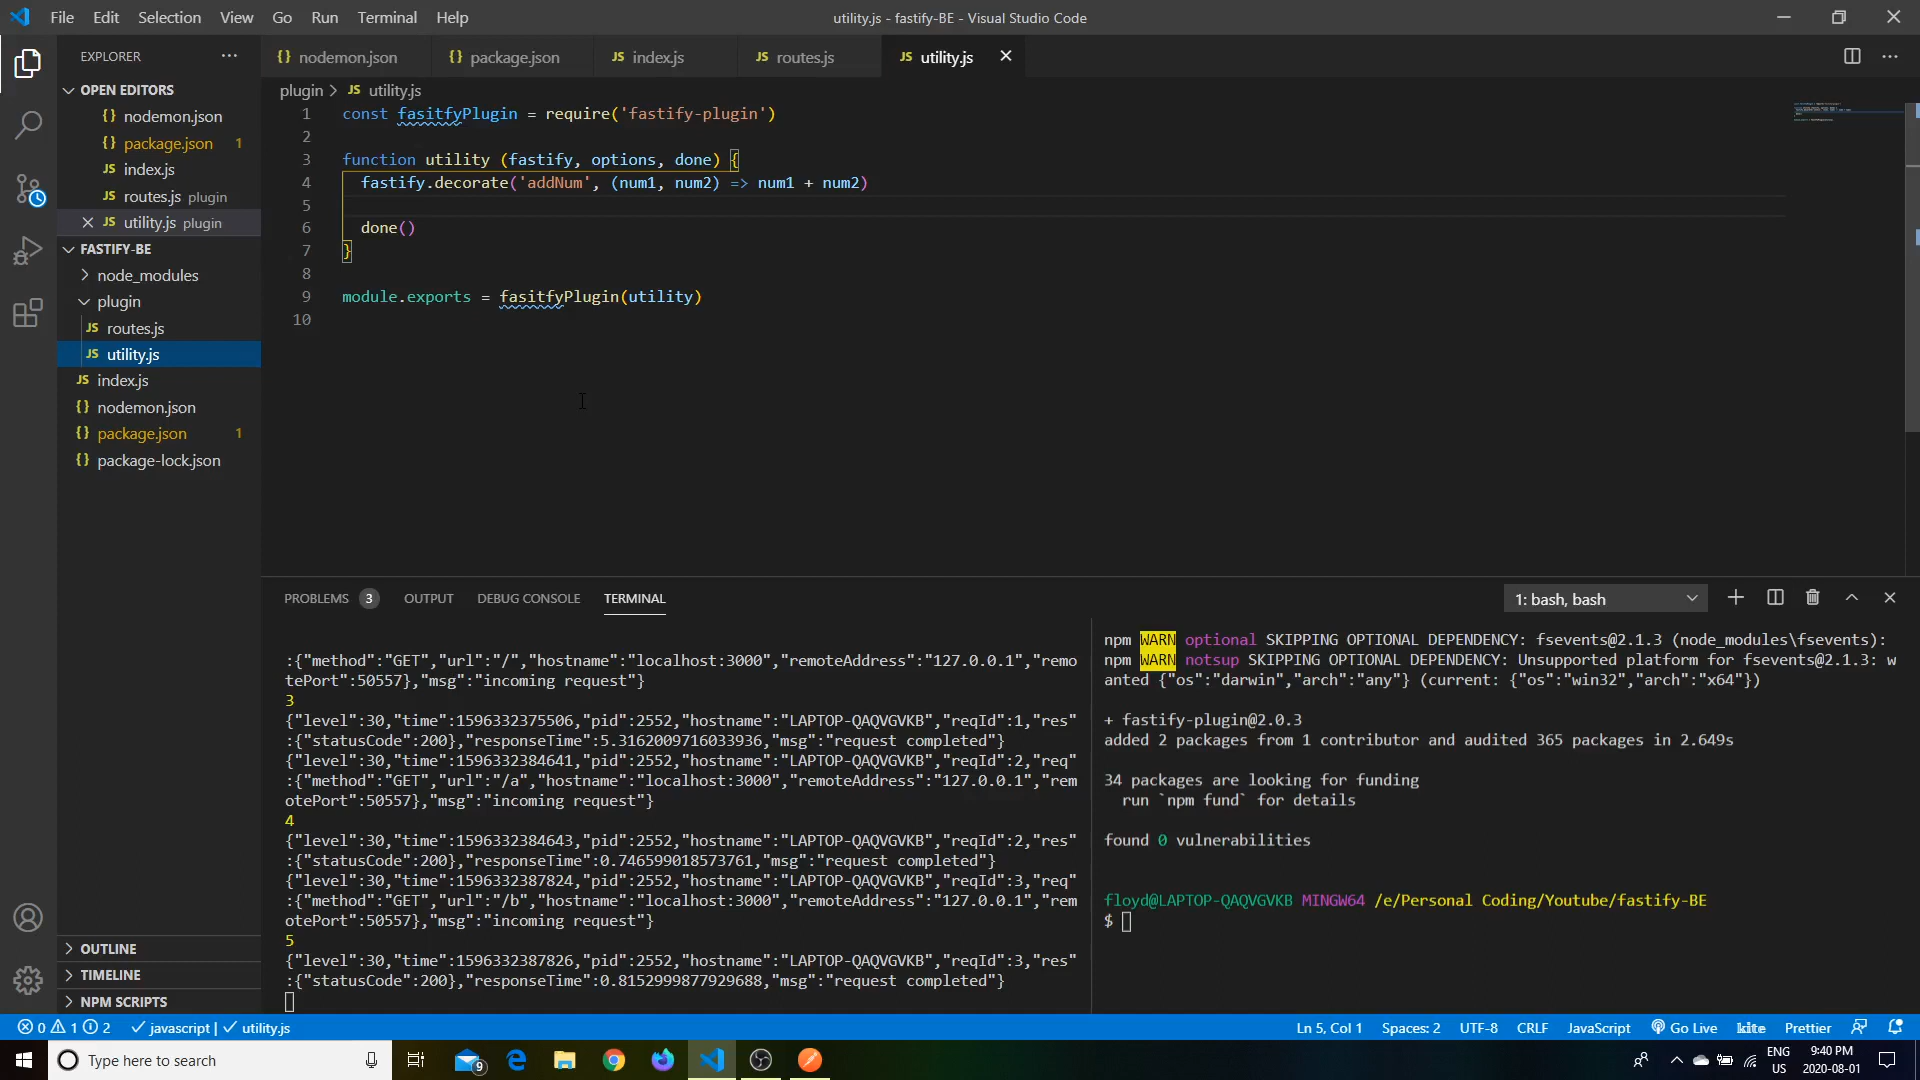 File Edit Selection View Go Run Terminal Help
utility.js - fastify-BE - Visual Studio Code
EXPLORER
OPEN EDITORS
{} nodemon.json
{} package.json 1
JS index.js
JS routes.js plugin
JS utility.js plugin
FASTIFY-BE
node_modules
plugin
JS routes.js
JS utility.js
JS index.js
{} nodemon.json
{} package.json 1
{} package-lock.json
OUTLINE
TIMELINE
NPM SCRIPTS
{} nodemon.json {} package.json JS index.js JS routes.js JS utility.js
plugin > JS utility.js
1 const fasitfyPlugin = require('fastify-plugin')
2
3 function utility (fastify, options, done) {
4 fastify.decorate('addNum', (num1, num2) => num1 + num2)
5
6 done()
7 }
8
9 module.exports = fasitfyPlugin(utility)
10
PROBLEMS 3 OUTPUT DEBUG CONSOLE TERMINAL
1: bash, bash
:{"method":"GET","url":"/","hostname":"localhost:3000","remoteAddress":"127.0.0.1","remo
tePort":50557},"msg":"incoming request"}
3
{"level":30,"time":1596332375506,"pid":2552,"hostname":"LAPTOP-QAQVGVKB","reqId":1,"res"
:{"statusCode":200},"responseTime":5.3162009716033936,"msg":"request completed"}
{"level":30,"time":1596332384641,"pid":2552,"hostname":"LAPTOP-QAQVGVKB","reqId":2,"req"
:{"method":"GET","url":"/a","hostname":"localhost:3000","remoteAddress":"127.0.0.1","rem
otePort":50557},"msg":"incoming request"}
4
{"level":30,"time":1596332384643,"pid":2552,"hostname":"LAPTOP-QAQVGVKB","reqId":2,"res"
:{"statusCode":200},"responseTime":0.746599018573761,"msg":"request completed"}
{"level":30,"time":1596332387824,"pid":2552,"hostname":"LAPTOP-QAQVGVKB","reqId":3,"req"
:{"method":"GET","url":"/b","hostname":"localhost:3000","remoteAddress":"127.0.0.1","rem
otePort":50557},"msg":"incoming request"}
5
{"level":30,"time":1596332387826,"pid":2552,"hostname":"LAPTOP-QAQVGVKB","reqId":3,"res"
:{"statusCode":200},"responseTime":0.8152999877929688,"msg":"request completed"}
npm WARN optional SKIPPING OPTIONAL DEPENDENCY: fsevents@2.1.3 (node_modules\fsevents):
npm WARN notsup SKIPPING OPTIONAL DEPENDENCY: Unsupported platform for fsevents@2.1.3: w
anted {"os":"darwin","arch":"any"} (current: {"os":"win32","arch":"x64"})
+ fastify-plugin@2.0.3
added 2 packages from 1 contributor and audited 365 packages in 2.649s
34 packages are looking for funding
run `npm fund` for details
found 0 vulnerabilities
floyd@LAPTOP-QAQVGVKB MINGW64 /e/Personal Coding/Youtube/fastify-BE
$
0 1 2 javascript | utility.js
Ln 5, Col 1 Spaces: 2 UTF-8 CRLF JavaScript Go Live kite Prettier
Type here to search
9
ENG
US
9:40 PM
2020-08-01